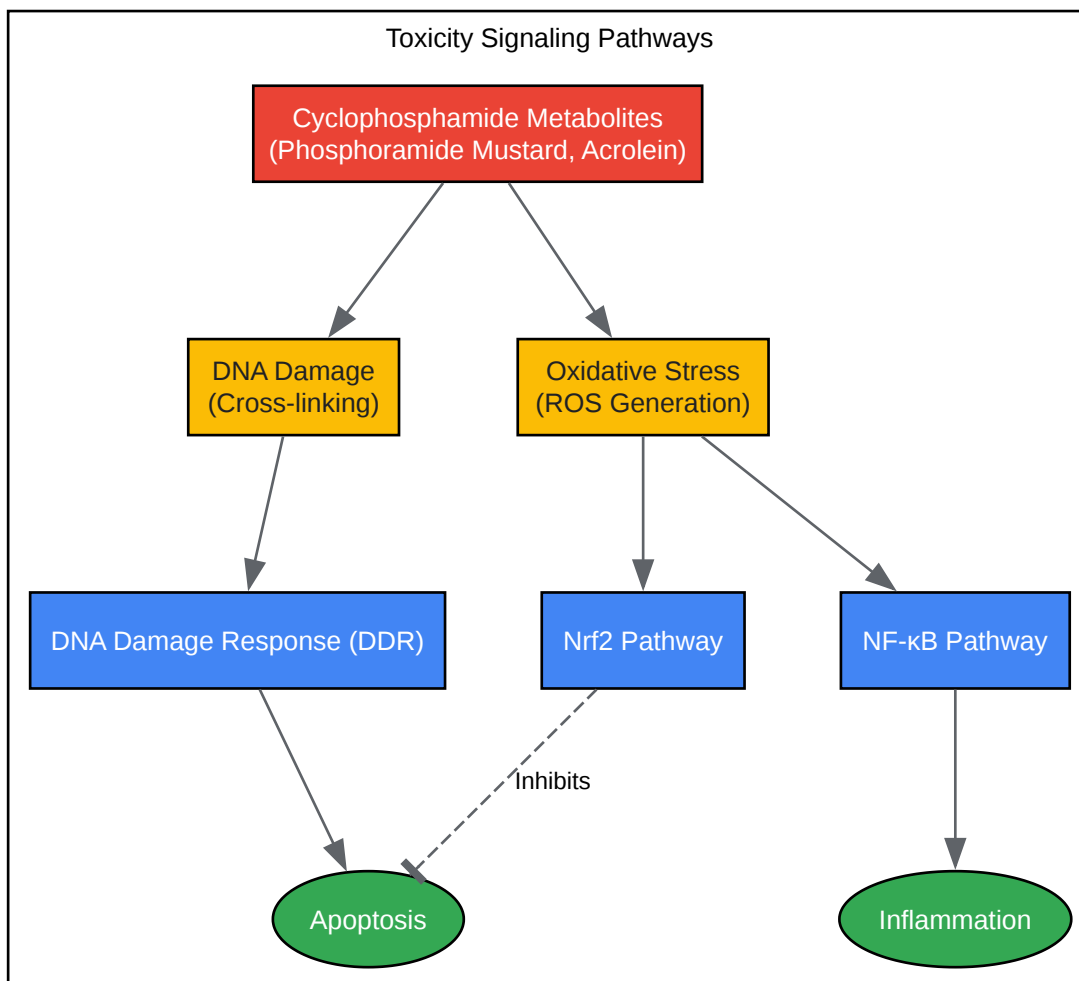 Toxicity Signaling Pathways
Cyclophosphamide Metabolites
(Phosphoramide Mustard, Acrolein)
DNA Damage
(Cross-linking)
Oxidative Stress
(ROS Generation)
DNA Damage Response (DDR)
Nrf2 Pathway
NF-κB Pathway
Inhibits
Apoptosis
Inflammation